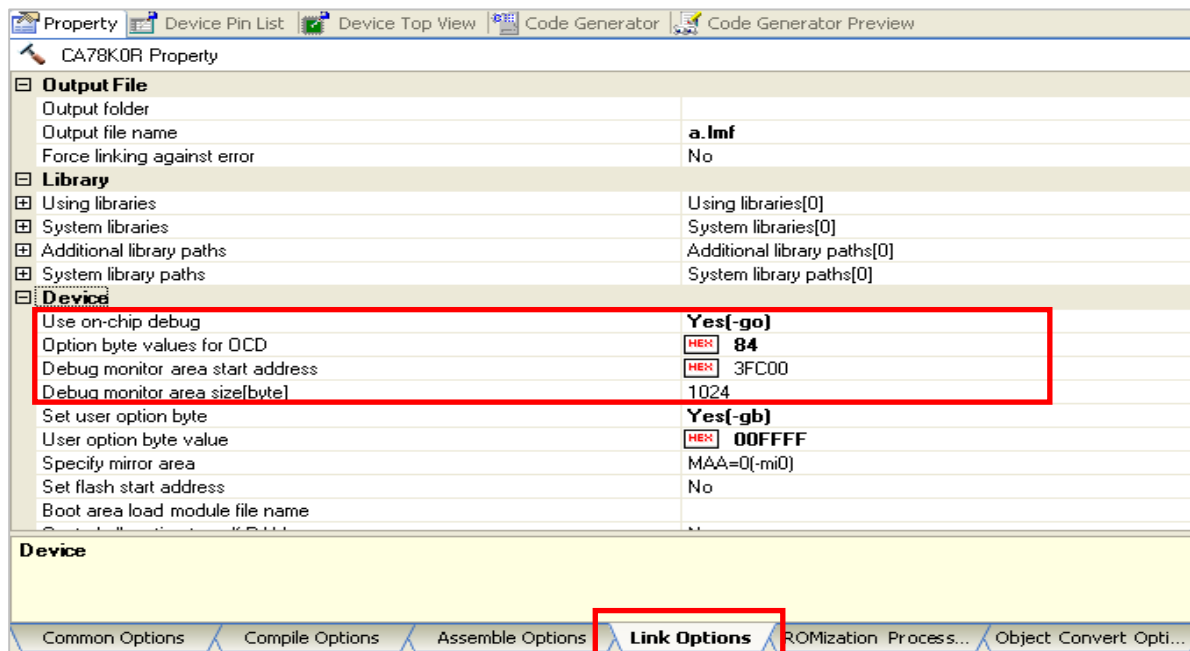 Property Device Pin List Device Top View Code Generator Code Generator Preview
CA78K0R Property
Output File
Output folder
Output file name a.lmf
Force linking against error No
Library
Using libraries Using libraries[0]
System libraries System libraries[0]
Additional library paths Additional library paths[0]
System library paths System library paths[0]
Device
Use on-chip debug Yes(-go)
Option byte values for OCD HEX 84
Debug monitor area start address HEX 3FC00
Debug monitor area size[byte] 1024
Set user option byte Yes(-gb)
User option byte value HEX 00FFFF
Specify mirror area MAA=0(-mi0)
Set flash start address No
Boot area load module file name
Device
Common Options Compile Options Assemble Options Link Options ROMization Process... Object Convert Opti...